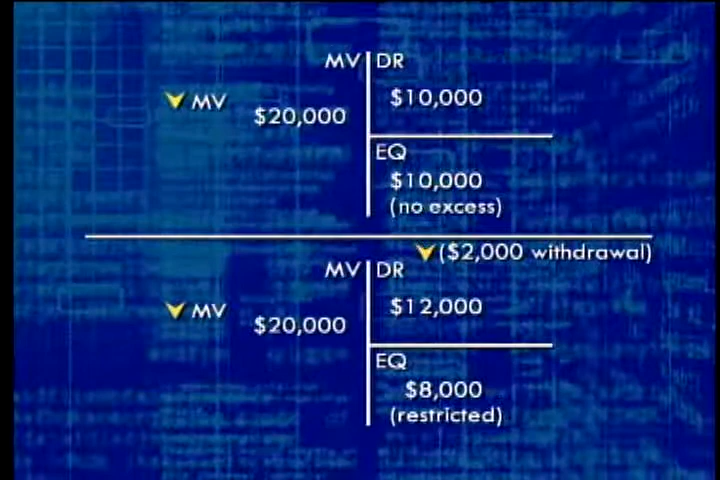 MV DR
MV
$10,000
$20,000
EQ
$10,000
(no excess)
($2,000 withdrawal)
MV DR
MV
$12,000
$20,000
EQ
$8,000
(restricted)